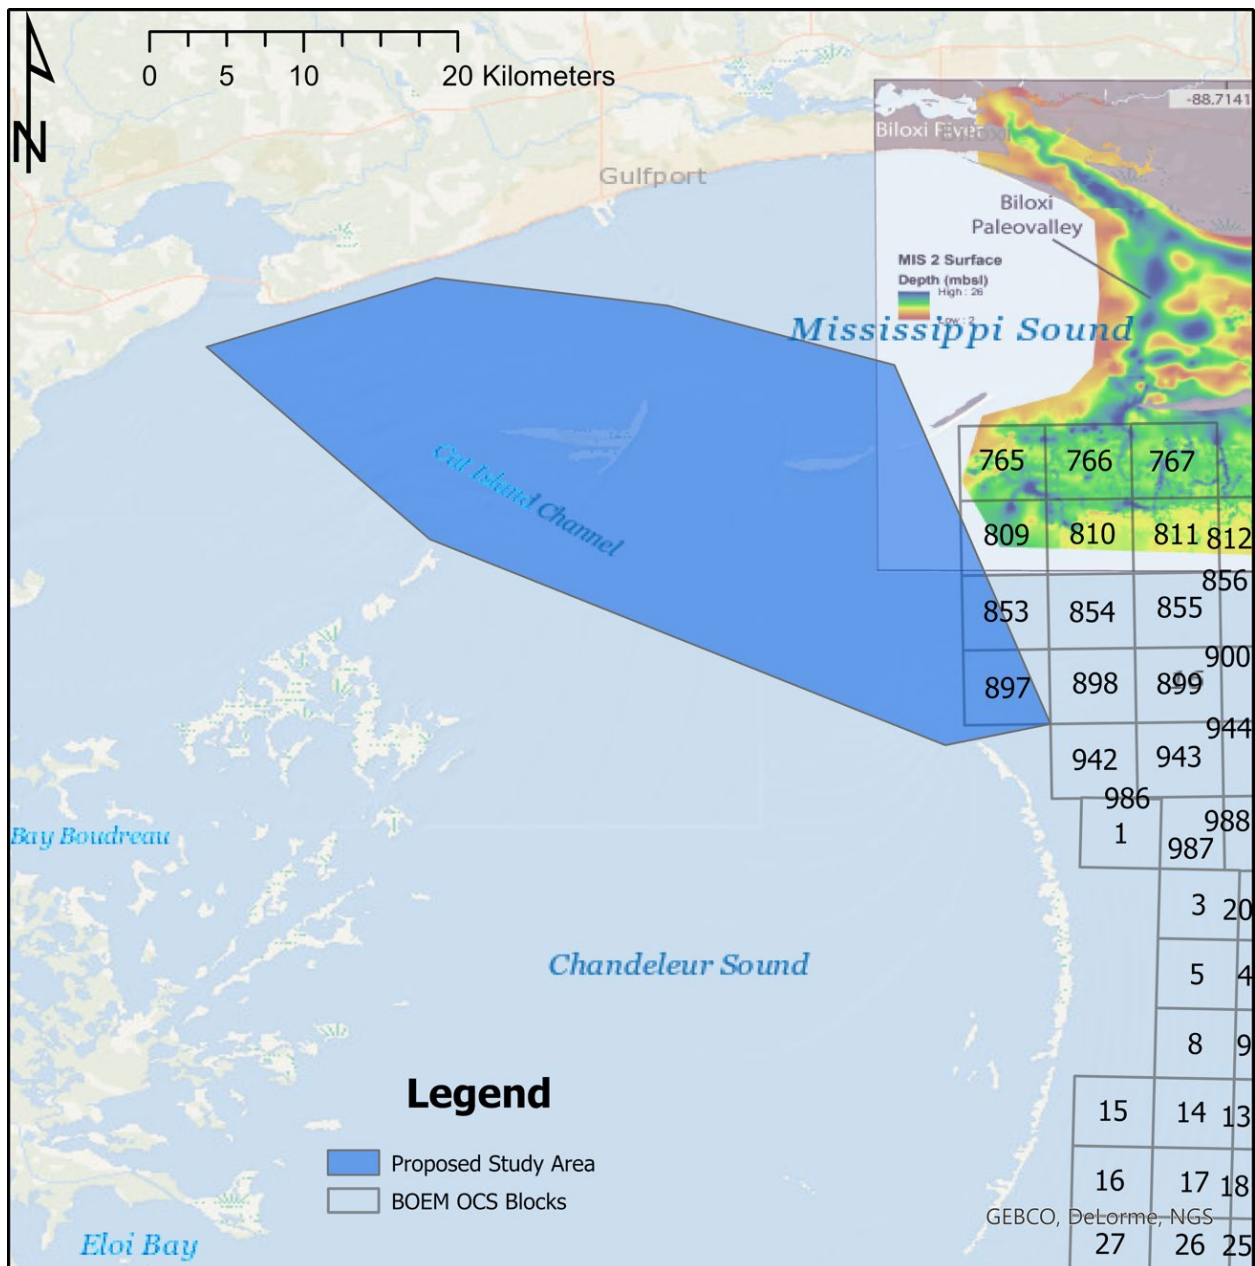 N
0 5 10 20 Kilometers
-88.7141
Biloxi River
Biloxi
Gulfport
Biloxi
Paleovalley
MIS 2 Surface
Depth (mbsl)
High : 26
Low : 2
Mississippi Sound
Cat Island Channel
765 766 767
809 810 811 812
856
853 854 855
900
897 898 899
944
942 943
986
988
1
987
3 20
5 4
8 9
15 14 13
16 17 18
27 26 25
Bay Boudreau
Chandeleur Sound
Eloi Bay
Legend
Proposed Study Area
BOEM OCS Blocks
GEBCO, DeLorme, NGS